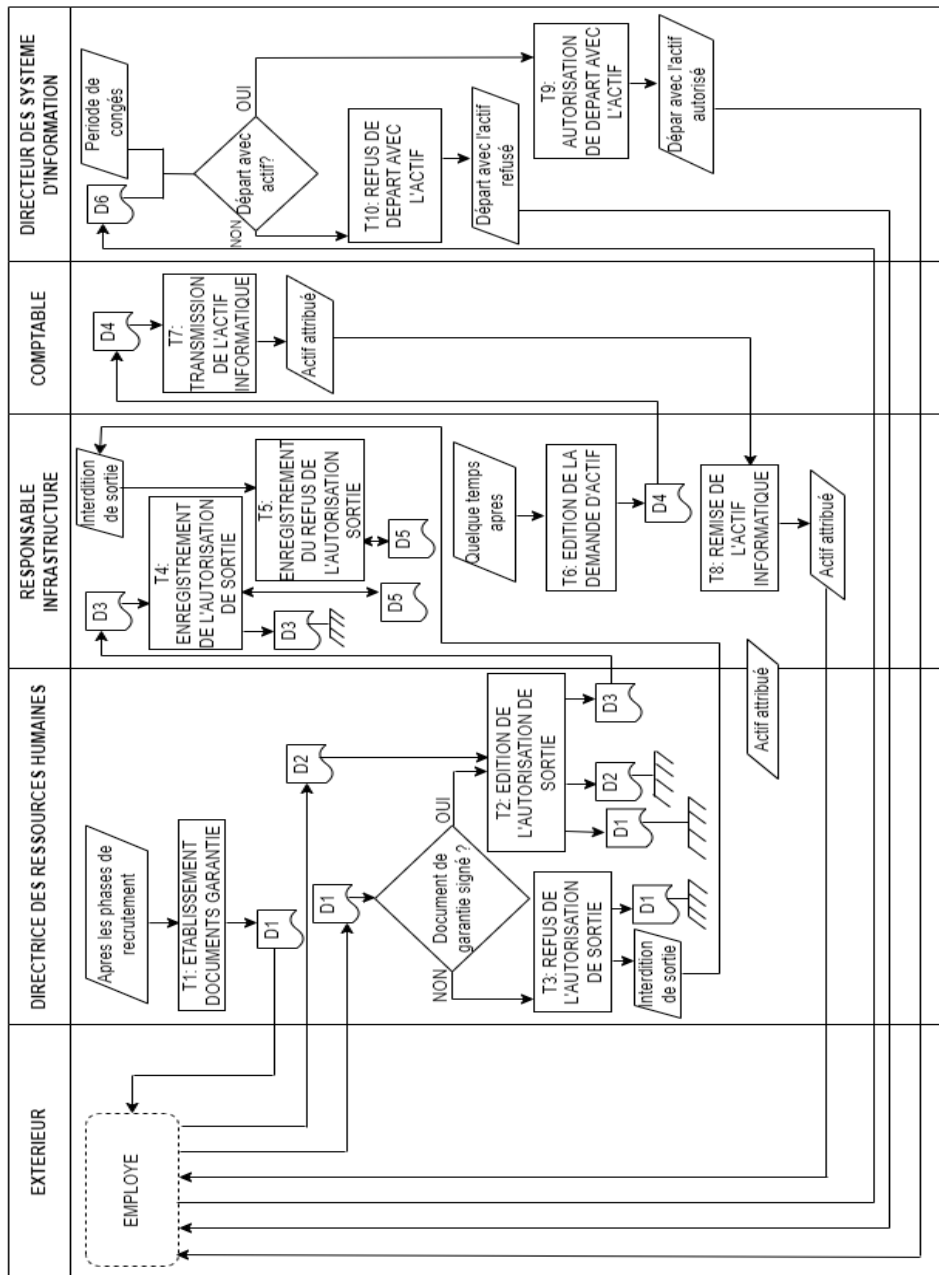 EXTERIEUR
DIRECTRICE DES RESSOURCES HUMAINES
RESPONSABLE
INFRASTRUCTURE
COMPTABLE
DIRECTEUR DES SYSTEME
D'INFORMATION
EMPLOYE
Apres les phases de
recrutement
T1: ETABLISSEMENT
DOCUMENTS GARANTIE
D1
D2
D1
Document de
garantie signé ?
NON
OUI
T2: EDITION DE
L'AUTORISATION DE
SORTIE
D1
D2
D3
T3: REFUS DE
L'AUTORISATION
DE SORTIE
Interdition
de sortie
D1
Actif attribué
D3
T4:
ENREGISTREMENT
DE L'AUTORISATION
DE SORTIE
D3
D5
Interdition
de sortie
T5:
ENREGISTREMENT
DU REFUS DE
L'AUTORISATION
SORTIE
D5
Quelque temps
apres
T6: EDITION DE LA
DEMANDE D'ACTIF
D4
T8: REMISE DE
L'ACTIF
INFORMATIQUE
Actif attribué
D4
T7:
TRANSMISSION
DE L'ACTIF
INFORMATIQUE
Actif attribué
D6
Periode de
congés
Départ avec
actif?
NON
OUI
T10: REFUS DE
DEPART AVEC
L'ACTIF
Départ avec l'actif
refusé
T9:
AUTORISATION
DE DEPART AVEC
L'ACTIF
Dépar avec l'actif
autorisé